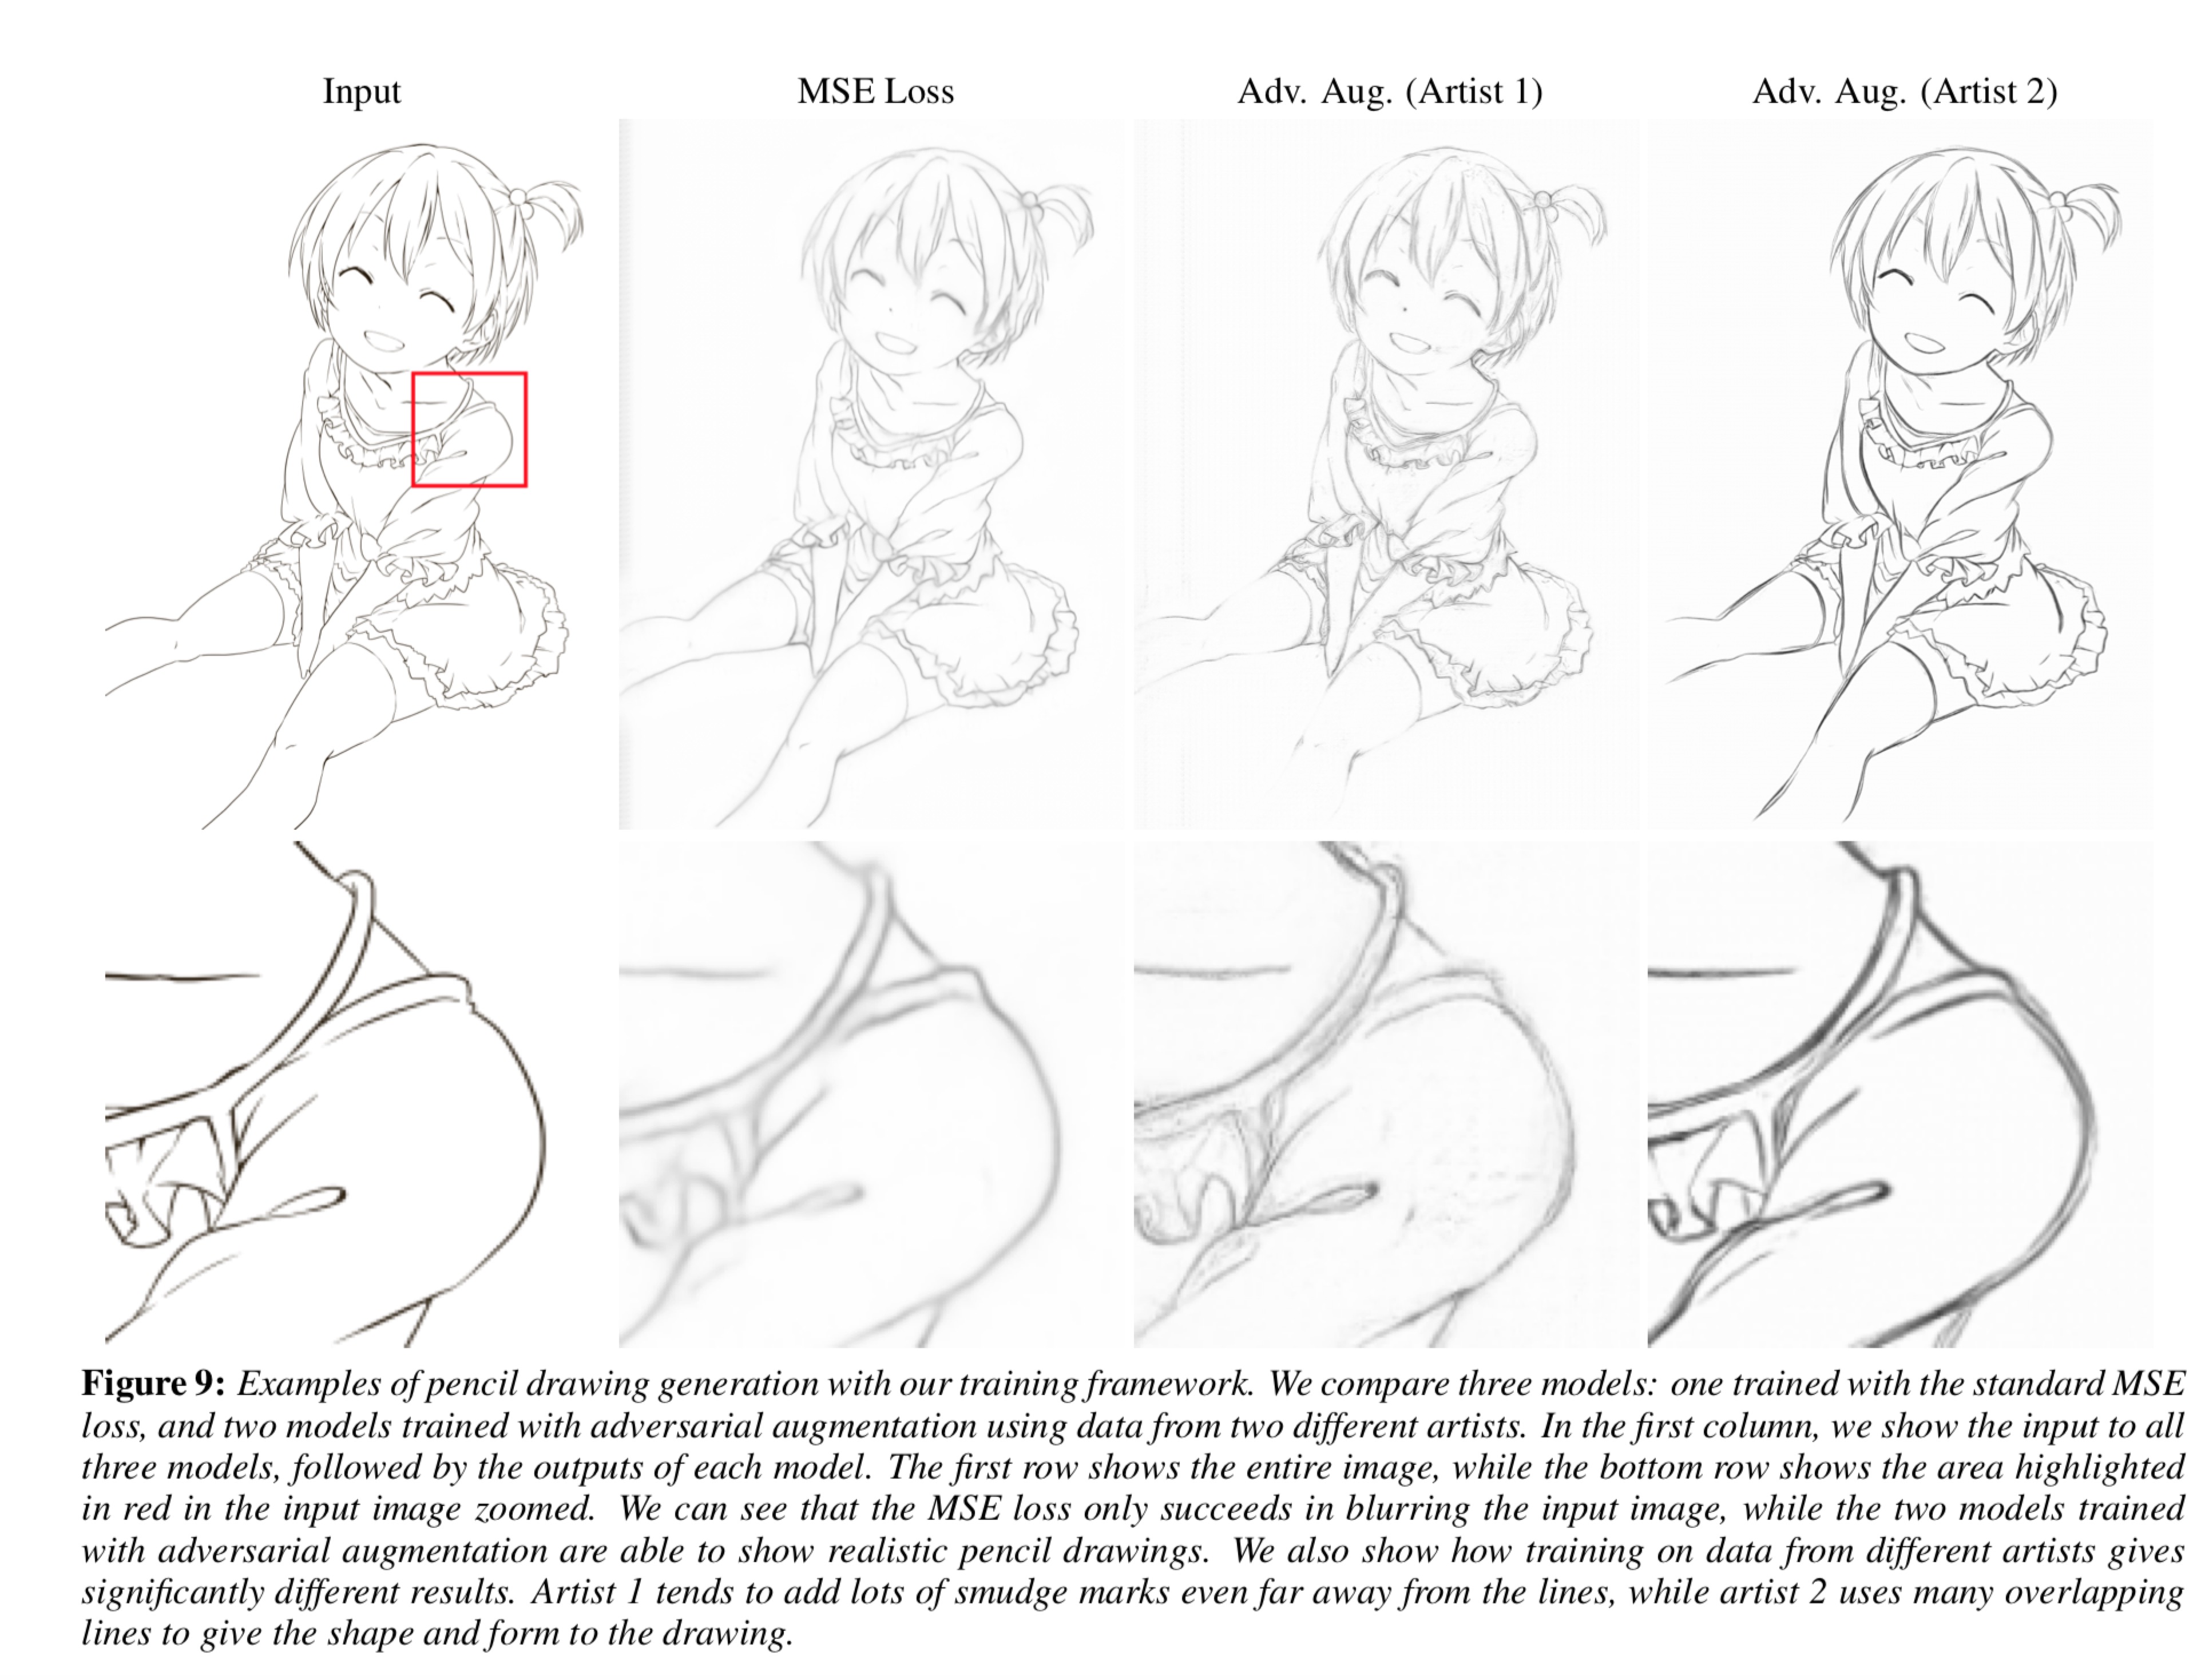 Input
MSE Loss
Adv. Aug. (Artist 1)
Adv. Aug. (Artist 2)
Figure 9: Examples of pencil drawing generation with our training framework. We compare three models: one trained with the standard MSE
loss, and two models trained with adversarial augmentation using data from two different artists. In the first column, we show the input to all
three models, followed by the outputs of each model. The first row shows the entire image, while the bottom row shows the area highlighted
in red in the input image zoomed. We can see that the MSE loss only succeeds in blurring the input image, while the two models trained
with adversarial augmentation are able to show realistic pencil drawings. We also show how training on data from different artists gives
significantly different results. Artist 1 tends to add lots of smudge marks even far away from the lines, while artist 2 uses many overlapping
lines to give the shape and form to the drawing.